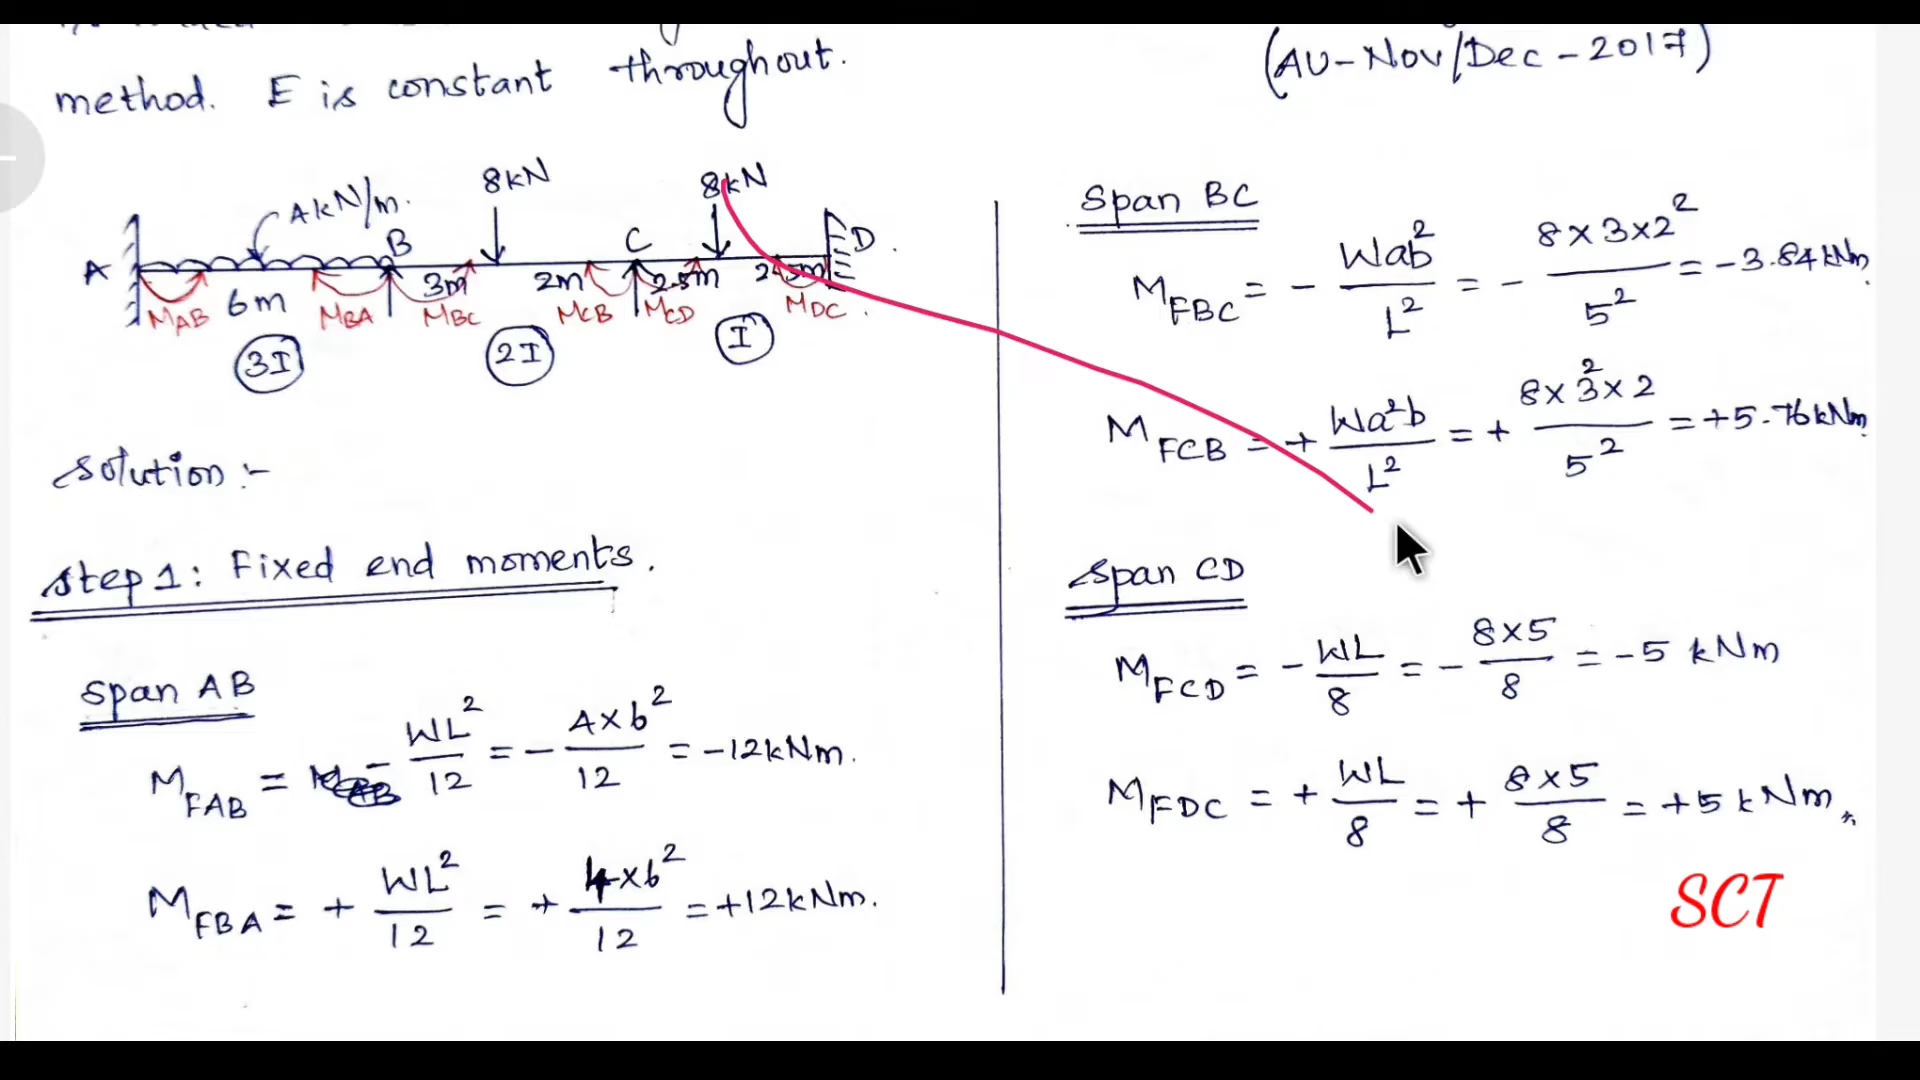 method. E is constant throughout.
(AU-Nov/Dec-2017)
8kN
8kN
4kN/m.
A
B
C
D.
6m
3m
2m
2.5m
2.5m
MAB
MBA
MBC
MCB
MCD
MDC.
3I
2I
I
Solution :-
Step 1: Fixed end moments.
Span AB
MFAB = - WL²/12 = - 4×6²/12 = -12kNm.
MFBA = + WL²/12 = + 4×6²/12 = +12kNm.
Span BC
MFBC = - Wab²/L² = - 8×3×2²/5² = -3.84kNm.
MFCB = + Wa²b/L² = + 8×3²×2/5² = +5.76kNm.
Span CD
MFCD = - WL/8 = - 8×5/8 = -5 kNm
MFDC = + WL/8 = + 8×5/8 = +5 kNm.
SCT